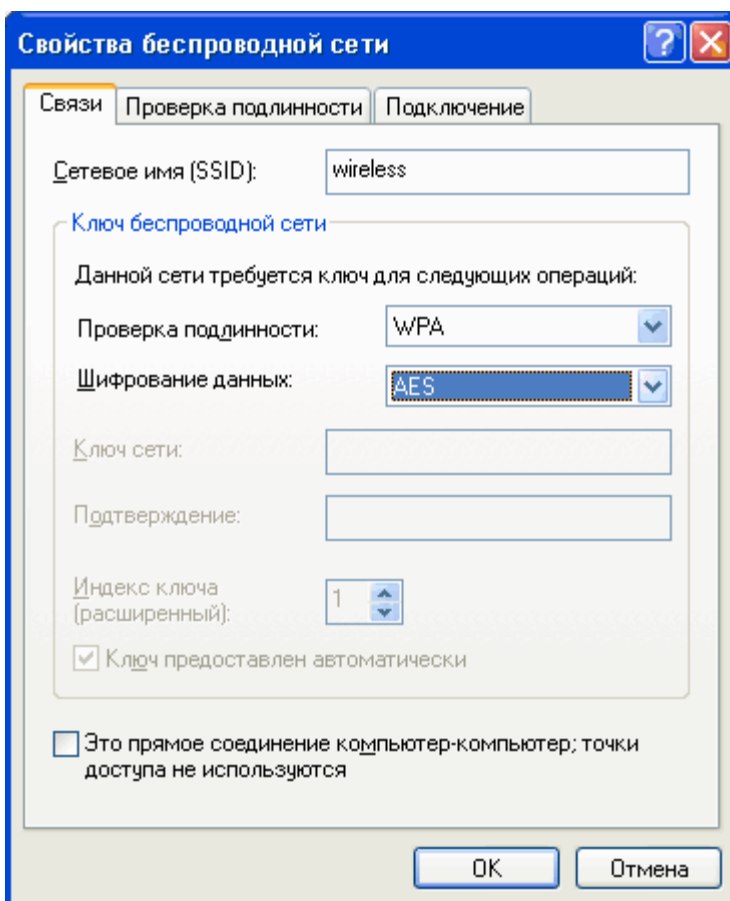 Свойства беспроводной сети
Связи Проверка подлинности Подключение
Сетевое имя (SSID): wireless
Ключ беспроводной сети
Данной сети требуется ключ для следующих операций:
Проверка подлинности: WPA
Шифрование данных: AES
Ключ сети:
Подтверждение:
Индекс ключа
(расширенный): 1
Ключ предоставлен автоматически
Это прямое соединение компьютер-компьютер; точки
доступа не используются
OK Отмена